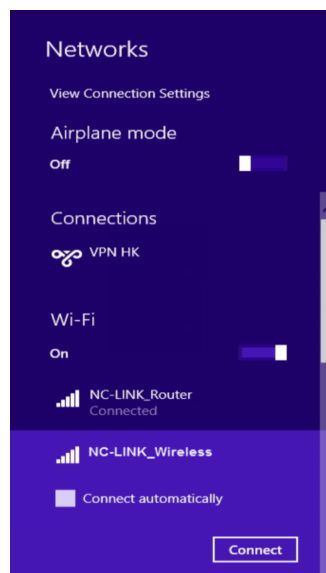 Networks
View Connection Settings
Airplane mode
Off
Connections
VPN HK
Wi-Fi
On
NC-LINK_Router
Connected
NC-LINK_Wireless
Connect automatically
Connect